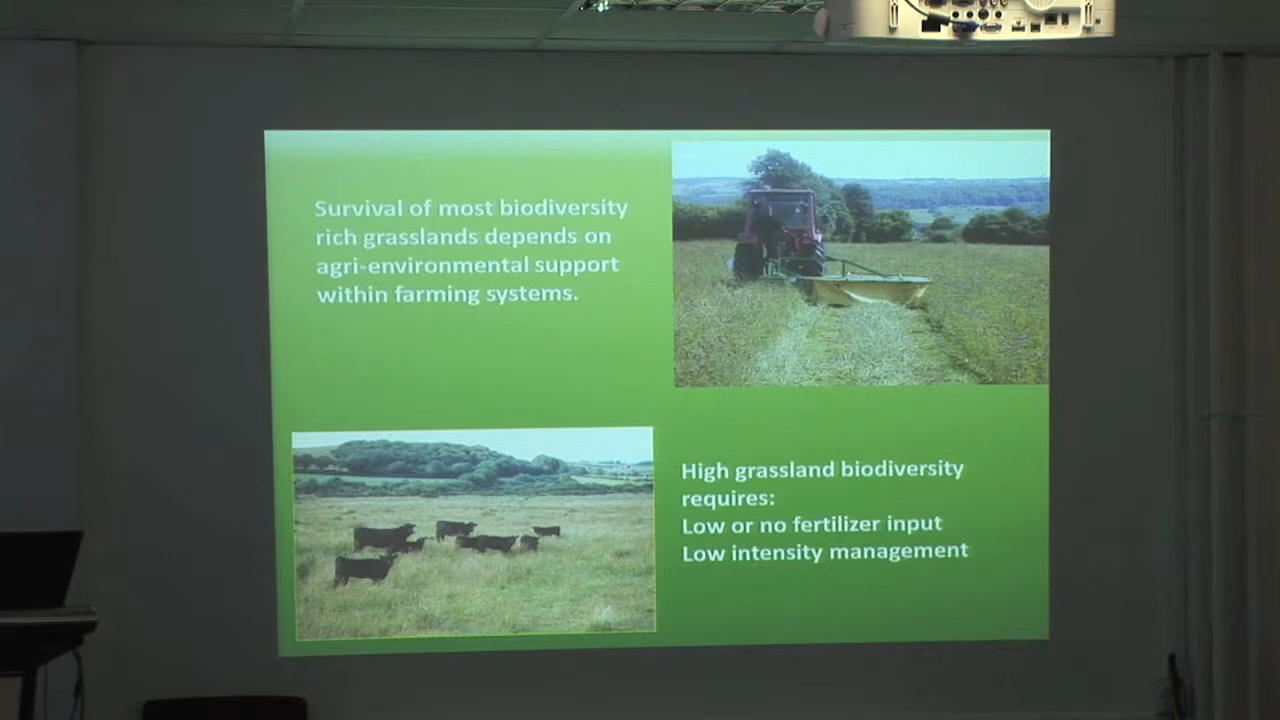 Survival of most biodiversity
rich grasslands depends on
agri-environmental support
within farming systems.
High grassland biodiversity
requires:
Low or no fertilizer input
Low intensity management